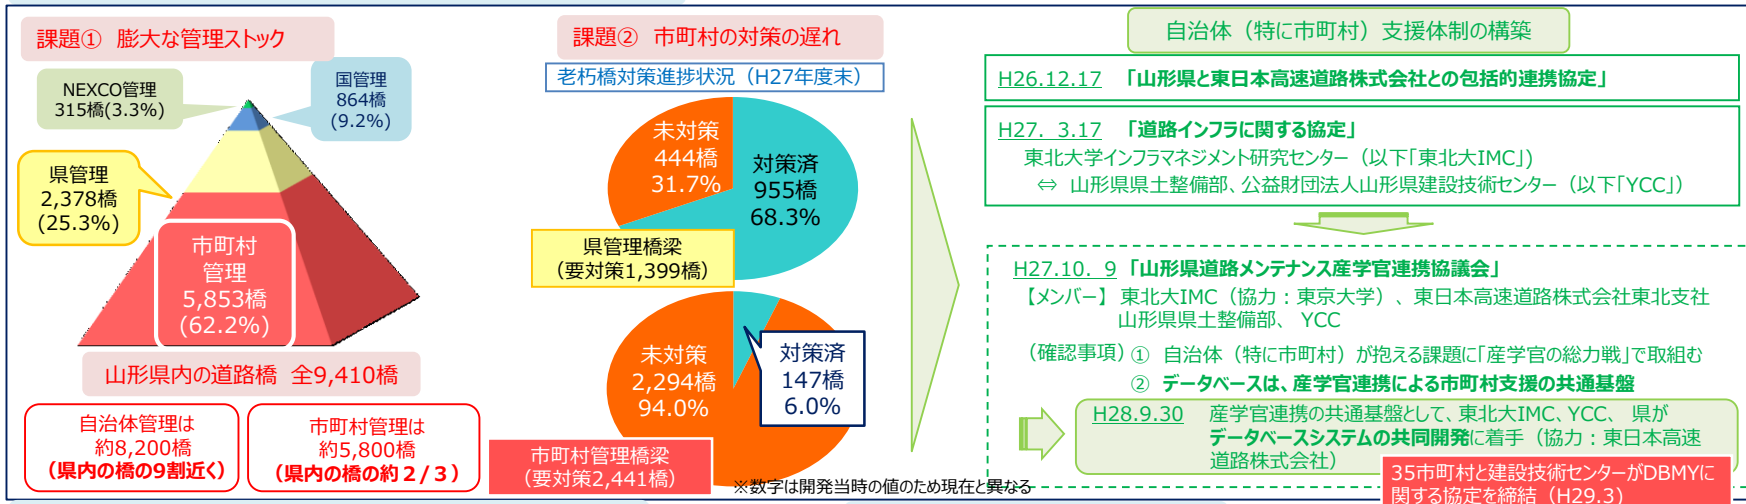 課題① 膨大な管理ストック
NEXCO管理
315橋(3.3%)
国管理
864橋
(9.2%)
県管理
2,378橋
(25.3%)
市町村
管理
5,853橋
(62.2%)
山形県内の道路橋 全9,410橋
自治体管理は
約8,200橋
（県内の橋の9割近く）
市町村管理は
約5,800橋
（県内の橋の約２/３）
課題② 市町村の対策の遅れ
老朽橋対策進捗状況（H27年度末）
未対策
444橋
31.7%
対策済
955橋
68.3%
県管理橋梁
（要対策1,399橋）
未対策
2,294橋
94.0%
対策済
147橋
6.0%
市町村管理橋梁
（要対策2,441橋）
※数字は開発当時の値のため現在と異なる
自治体（特に市町村）支援体制の構築
H26.12.17 「山形県と東日本高速道路株式会社との包括的連携協定」
H27. 3.17 「道路インフラに関する協定」
東北大学インフラマネジメント研究センター（以下「東北大IMC」）
⇔ 山形県県土整備部、公益財団法人山形県建設技術センター（以下「YCC」）
H27.10. 9 「山形県道路メンテナンス産学官連携協議会」
【メンバー】東北大IMC（協力：東京大学）、東日本高速道路株式会社東北支社
山形県県土整備部、YCC
（確認事項）① 自治体（特に市町村）が抱える課題に「産学官の総力戦」で取組む
② データベースは、産学官連携による市町村支援の共通基盤
H28.9.30 産学官連携の共通基盤として、東北大IMC、YCC、県が
データベースシステムの共同開発に着手（協力：東日本高速
道路株式会社）
35市町村と建設技術センターがDBMYに
関する協定を締結（H29.3）